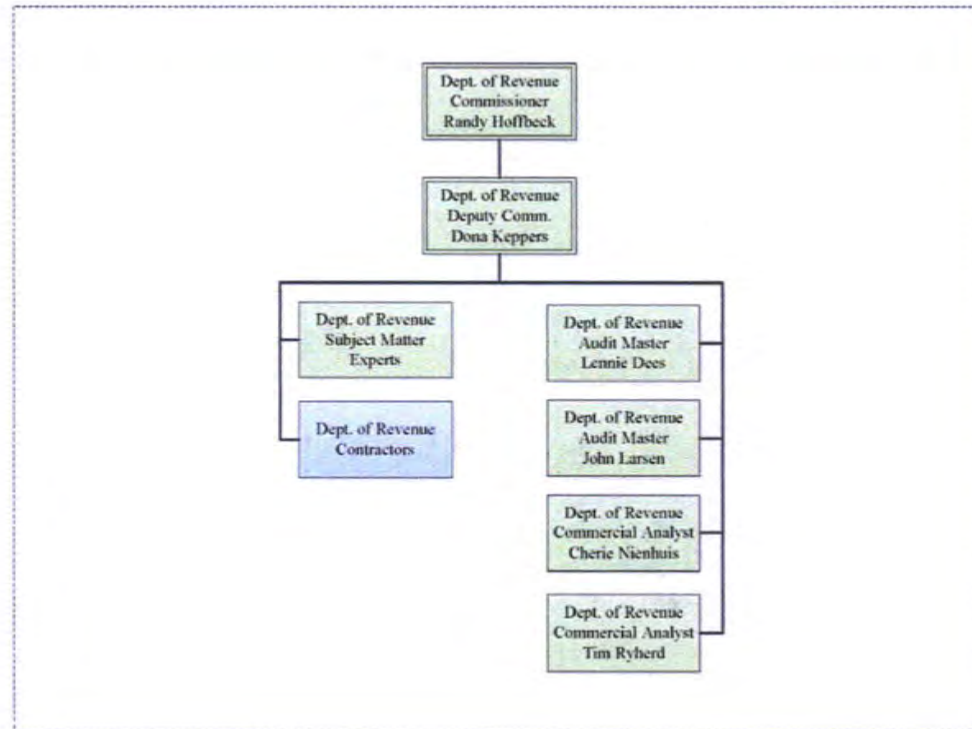 Dept. of Revenue
Commissioner
Randy Hoffbeck
Dept. of Revenue
Deputy Comm.
Dona Keppers
Dept. of Revenue
Subject Matter
Experts
Dept. of Revenue
Contractors
Dept. of Revenue
Audit Master
Lennie Dees
Dept. of Revenue
Audit Master
John Larsen
Dept. of Revenue
Commercial Analyst
Cherie Nienhuis
Dept. of Revenue
Commercial Analyst
Tim Ryherd